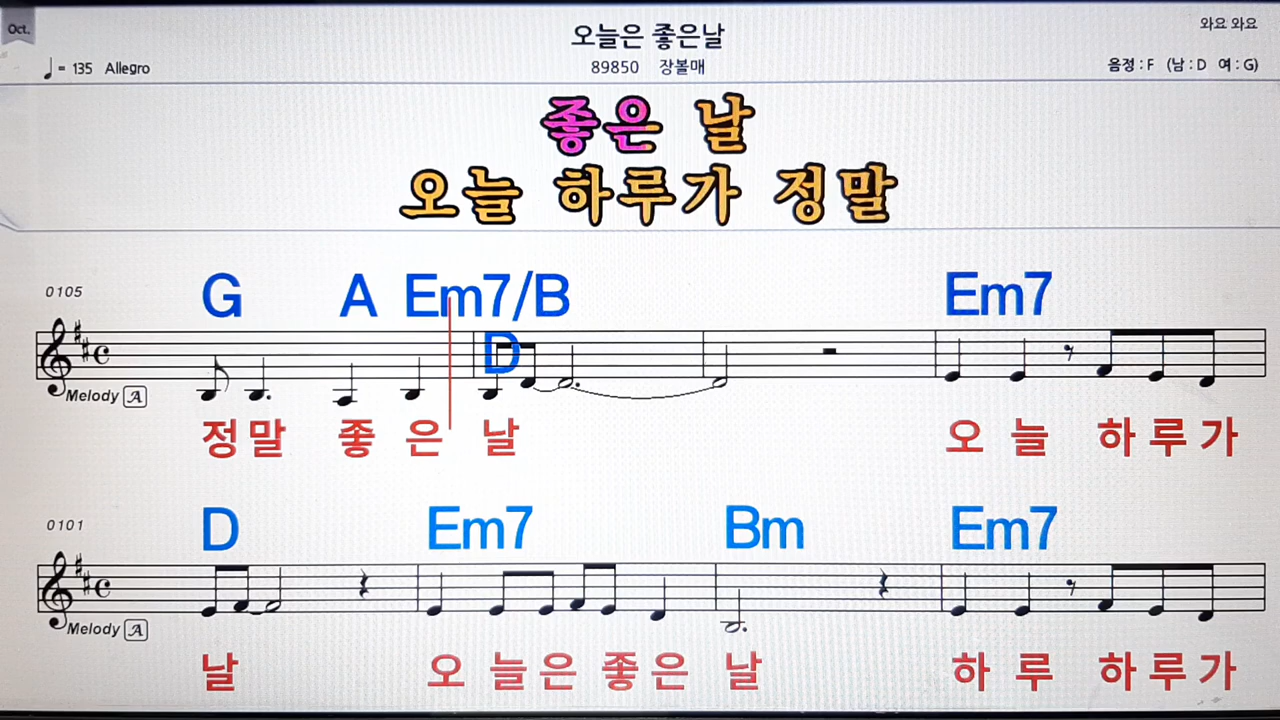 Oct.
오늘은 좋은날
와요 와요
♩= 135 Allegro
89850 장볼매
음정 : F (남 : D 여 : G)
좋은 날
오늘 하루가 정말
0105
G A Em7/B Em7
D
Melody A
정말 좋은 날 오늘 하루가
0101
D Em7 Bm Em7
Melody A
날 오늘은 좋은 날 하루 하루가